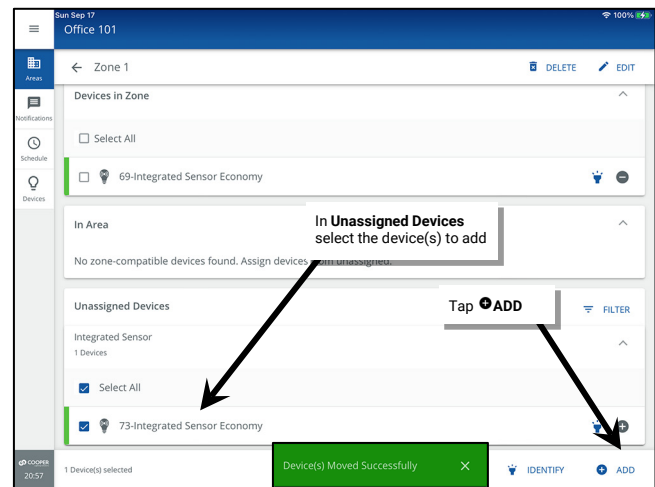 Sun Sep 17
100%
Office 101
Areas
Zone 1
DELETE
EDIT
Notifications
Devices in Zone
Schedule
Select All
Devices
69-Integrated Sensor Economy
In Area
In Unassigned Devices
select the device(s) to add
No zone-compatible devices found. Assign devices from unassigned.
Unassigned Devices
Tap ADD
FILTER
Integrated Sensor
1 Devices
Select All
73-Integrated Sensor Economy
COOPER
20:57
1 Device(s) selected
Device(s) Moved Successfully
IDENTIFY
ADD